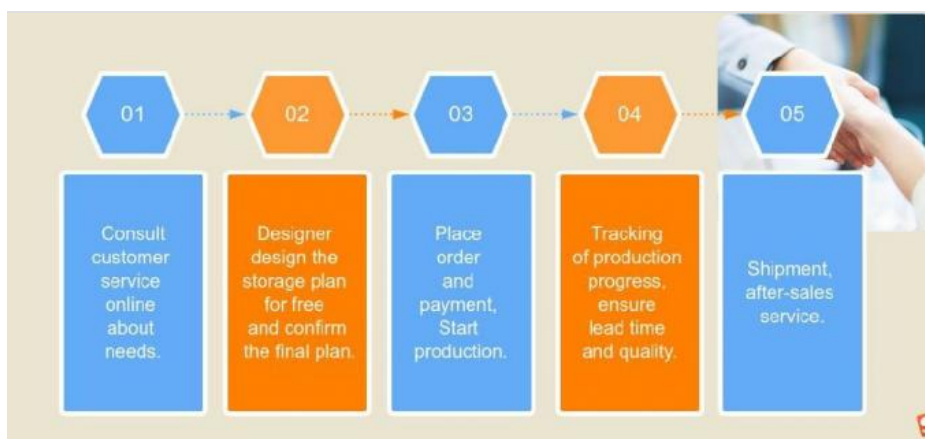 01
02
03
04
05
Consult
customer
service
online
about
needs.
Designer
design the
storage plan
for free
and confirm
the final plan.
Place
order
and
payment,
Start
production.
Tracking
of production
progress,
ensure
lead time
and quality.
Shipment,
after-sales
service.